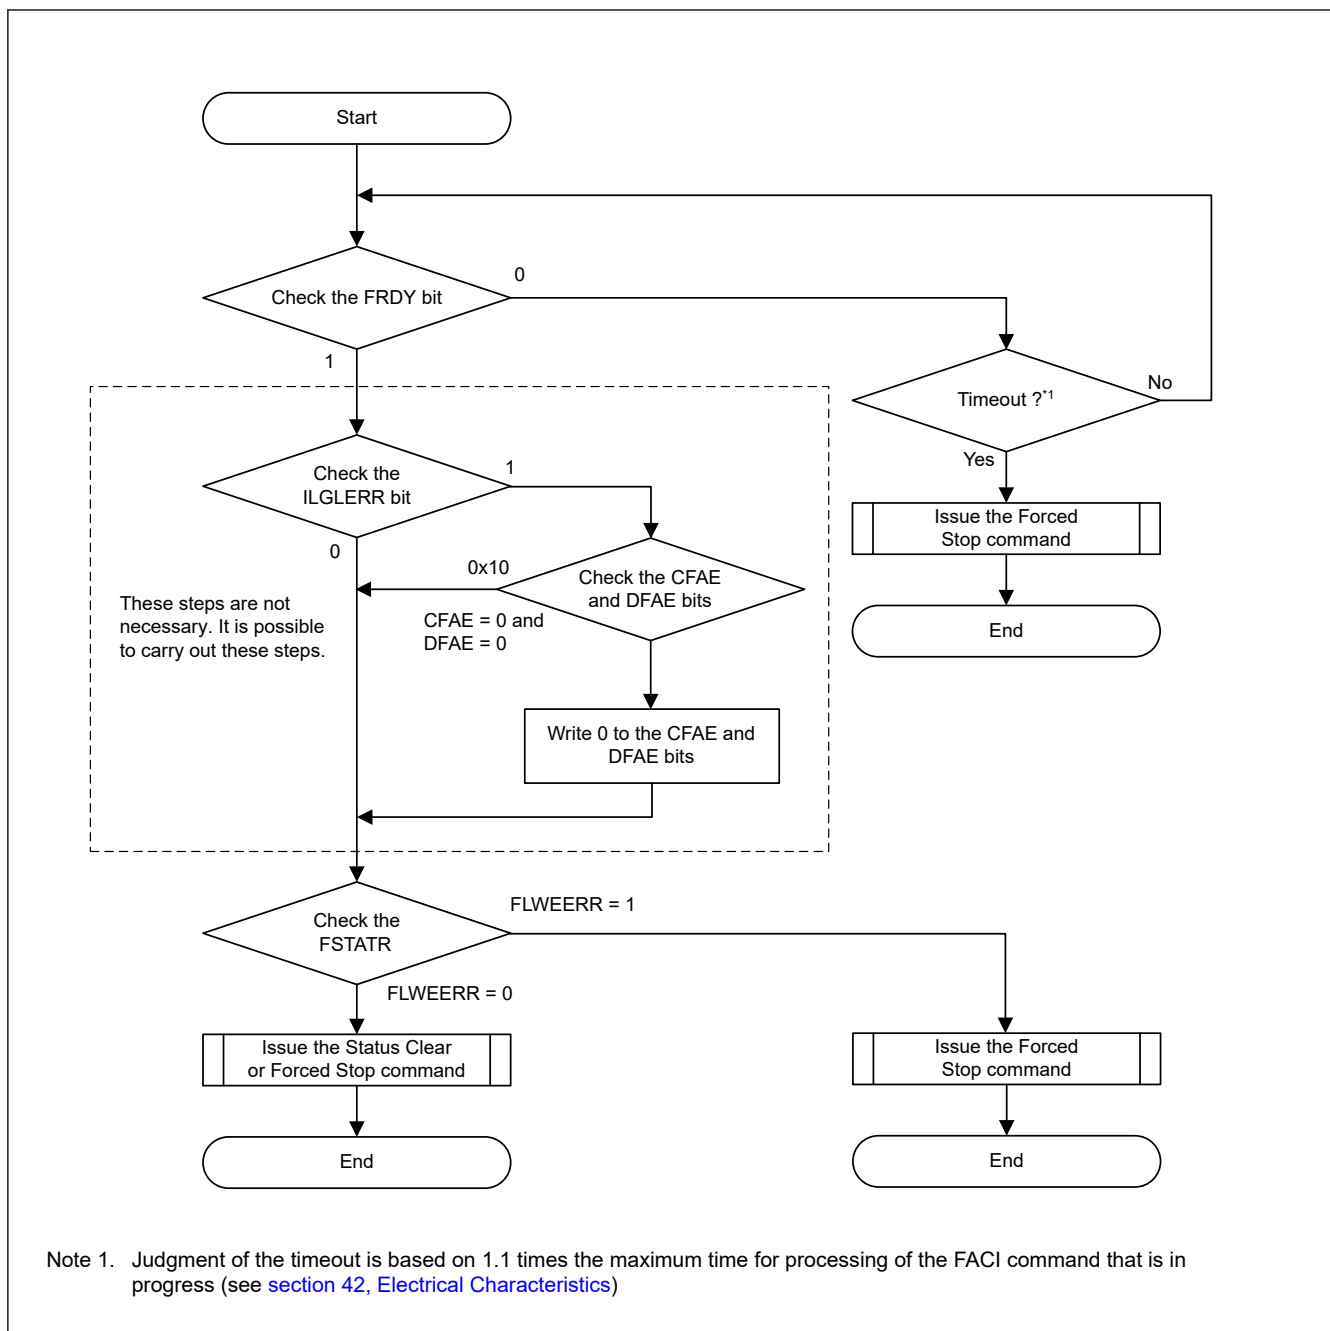 Start
Check the FRDY bit
0
1
Timeout ?*1
No
Yes
Issue the Forced
Stop command
End
Check the
ILGLERR bit
1
0
0x10
Check the CFAE
and DFAE bits
CFAE = 0 and
DFAE = 0
These steps are not
necessary. It is possible
to carry out these steps.
Write 0 to the CFAE and
DFAE bits
Check the
FSTATR
FLWEERR = 1
FLWEERR = 0
Issue the Status Clear
or Forced Stop command
End
Issue the Forced
Stop command
End
Note 1. Judgment of the timeout is based on 1.1 times the maximum time for processing of the FACI command that is in
progress (see section 42, Electrical Characteristics)